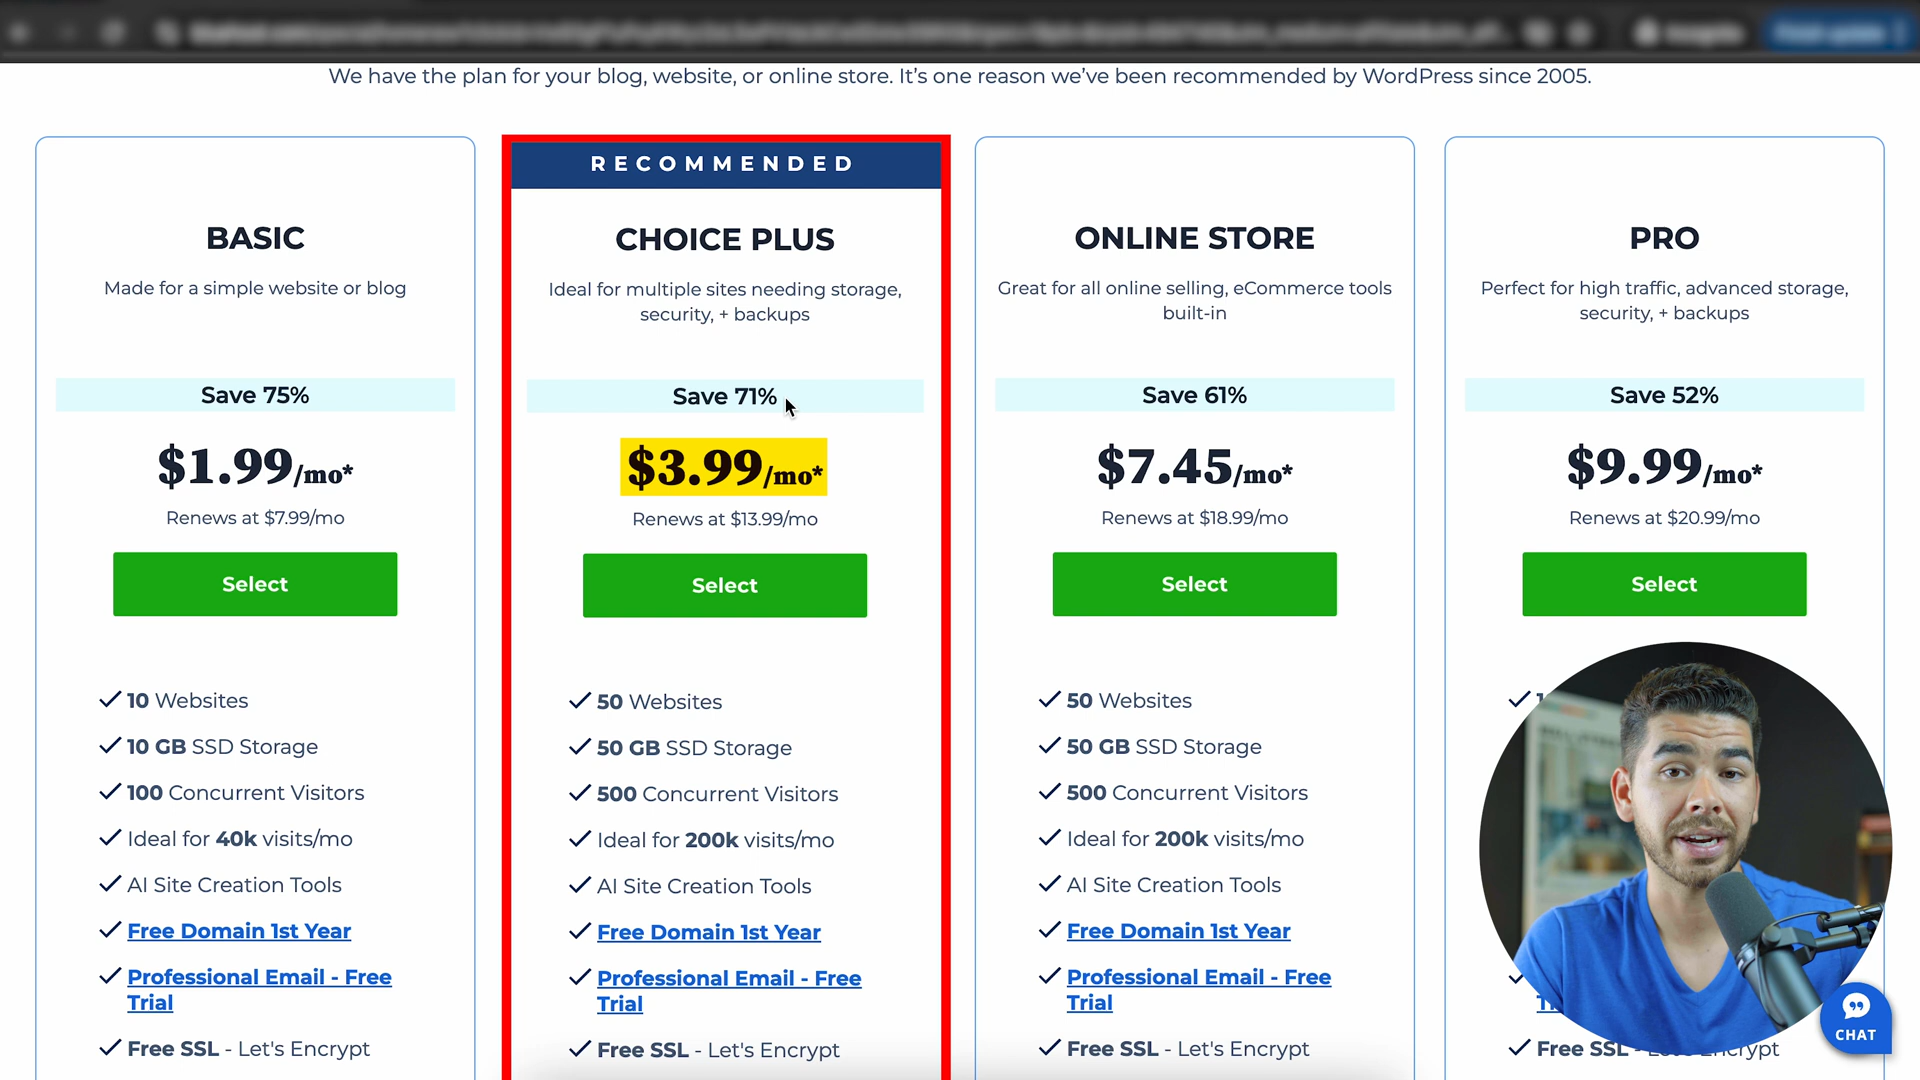 We have the plan for your blog, website, or online store. It’s one reason we’ve been recommended by WordPress since 2005.
BASIC
Made for a simple website or blog
Save 75%
$1.99/mo*
Renews at $7.99/mo
Select
10 Websites
10 GB SSD Storage
100 Concurrent Visitors
Ideal for 40k visits/mo
AI Site Creation Tools
Free Domain 1st Year
Professional Email - Free
Trial
Free SSL - Let's Encrypt
RECOMMENDED
CHOICE PLUS
Ideal for multiple sites needing storage,
security, + backups
Save 71%
$3.99/mo*
Renews at $13.99/mo
Select
50 Websites
50 GB SSD Storage
500 Concurrent Visitors
Ideal for 200k visits/mo
AI Site Creation Tools
Free Domain 1st Year
Professional Email - Free
Trial
Free SSL - Let's Encrypt
ONLINE STORE
Great for all online selling, eCommerce tools
built-in
Save 61%
$7.45/mo*
Renews at $18.99/mo
Select
50 Websites
50 GB SSD Storage
500 Concurrent Visitors
Ideal for 200k visits/mo
AI Site Creation Tools
Free Domain 1st Year
Professional Email - Free
Trial
Free SSL - Let's Encrypt
PRO
Perfect for high traffic, advanced storage,
security, + backups
Save 52%
$9.99/mo*
Renews at $20.99/mo
Select
Free SSL - Let's Encrypt
CHAT